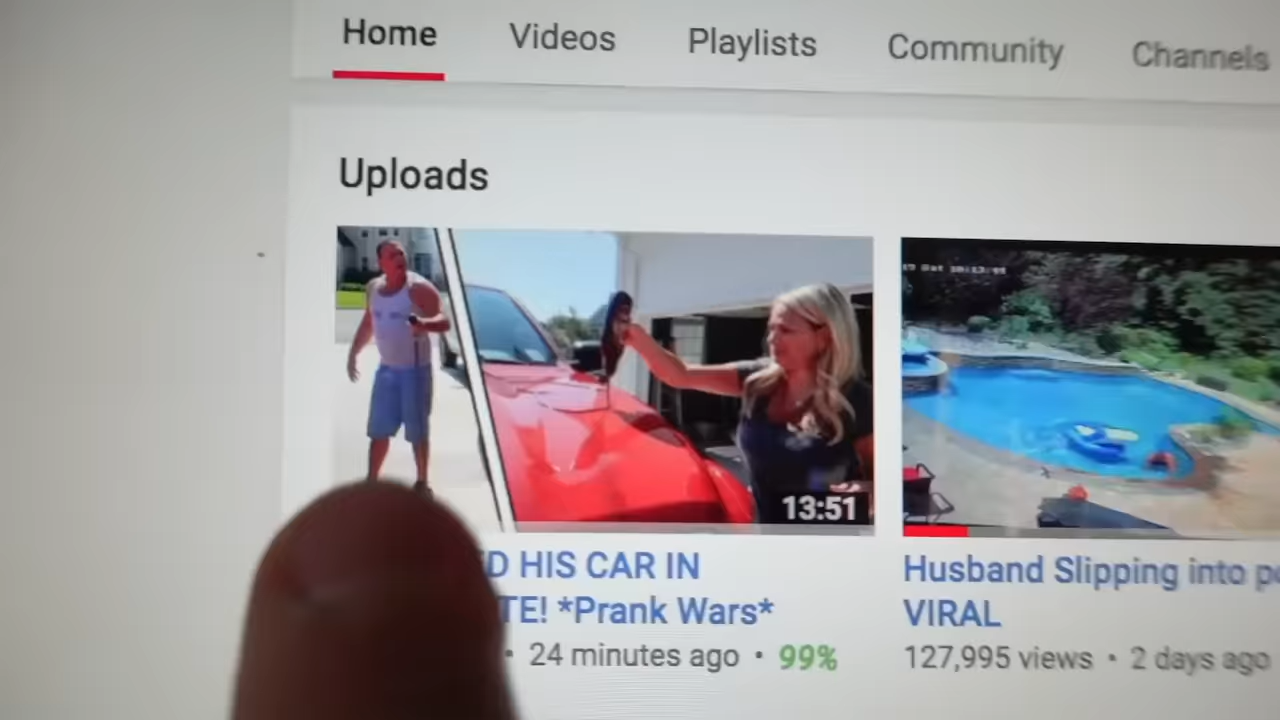 Home Videos Playlists Community Channels
Uploads
13:51
D HIS CAR IN
TE! *Prank Wars*
• 24 minutes ago • 99%
Husband Slipping into
VIRAL
127,995 views • 2 days ago